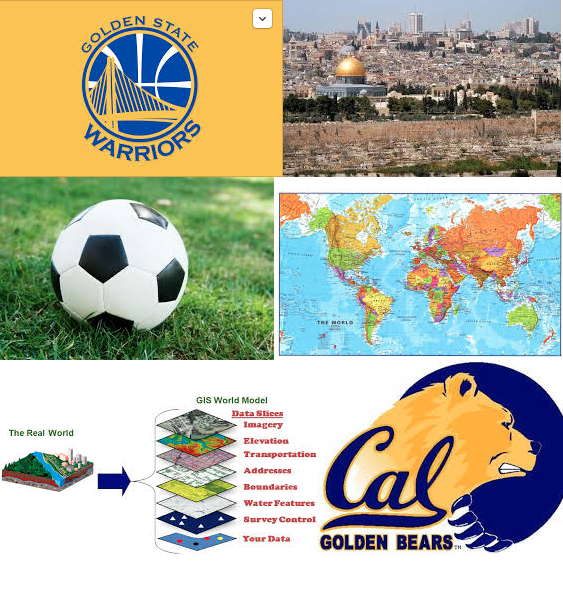 GOLDEN STATE
WARRIORS
THE WORLD
GIS World Model
Data Slices
The Real World
Imagery
Elevation
Transportation
Addresses
Boundaries
Water Features
Survey Control
Your Data
Cal
GOLDEN BEARS™